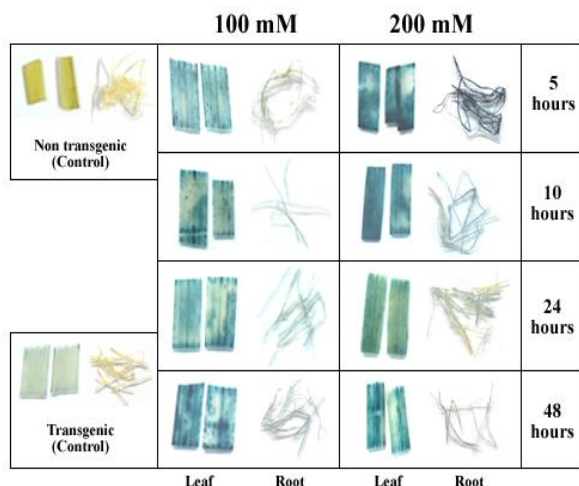 100 mM 200 mM
5
hours
Non transgenic
(Control)
10
hours
24
hours
Transgenic
(Control)
48
hours
Leaf Root Leaf Root